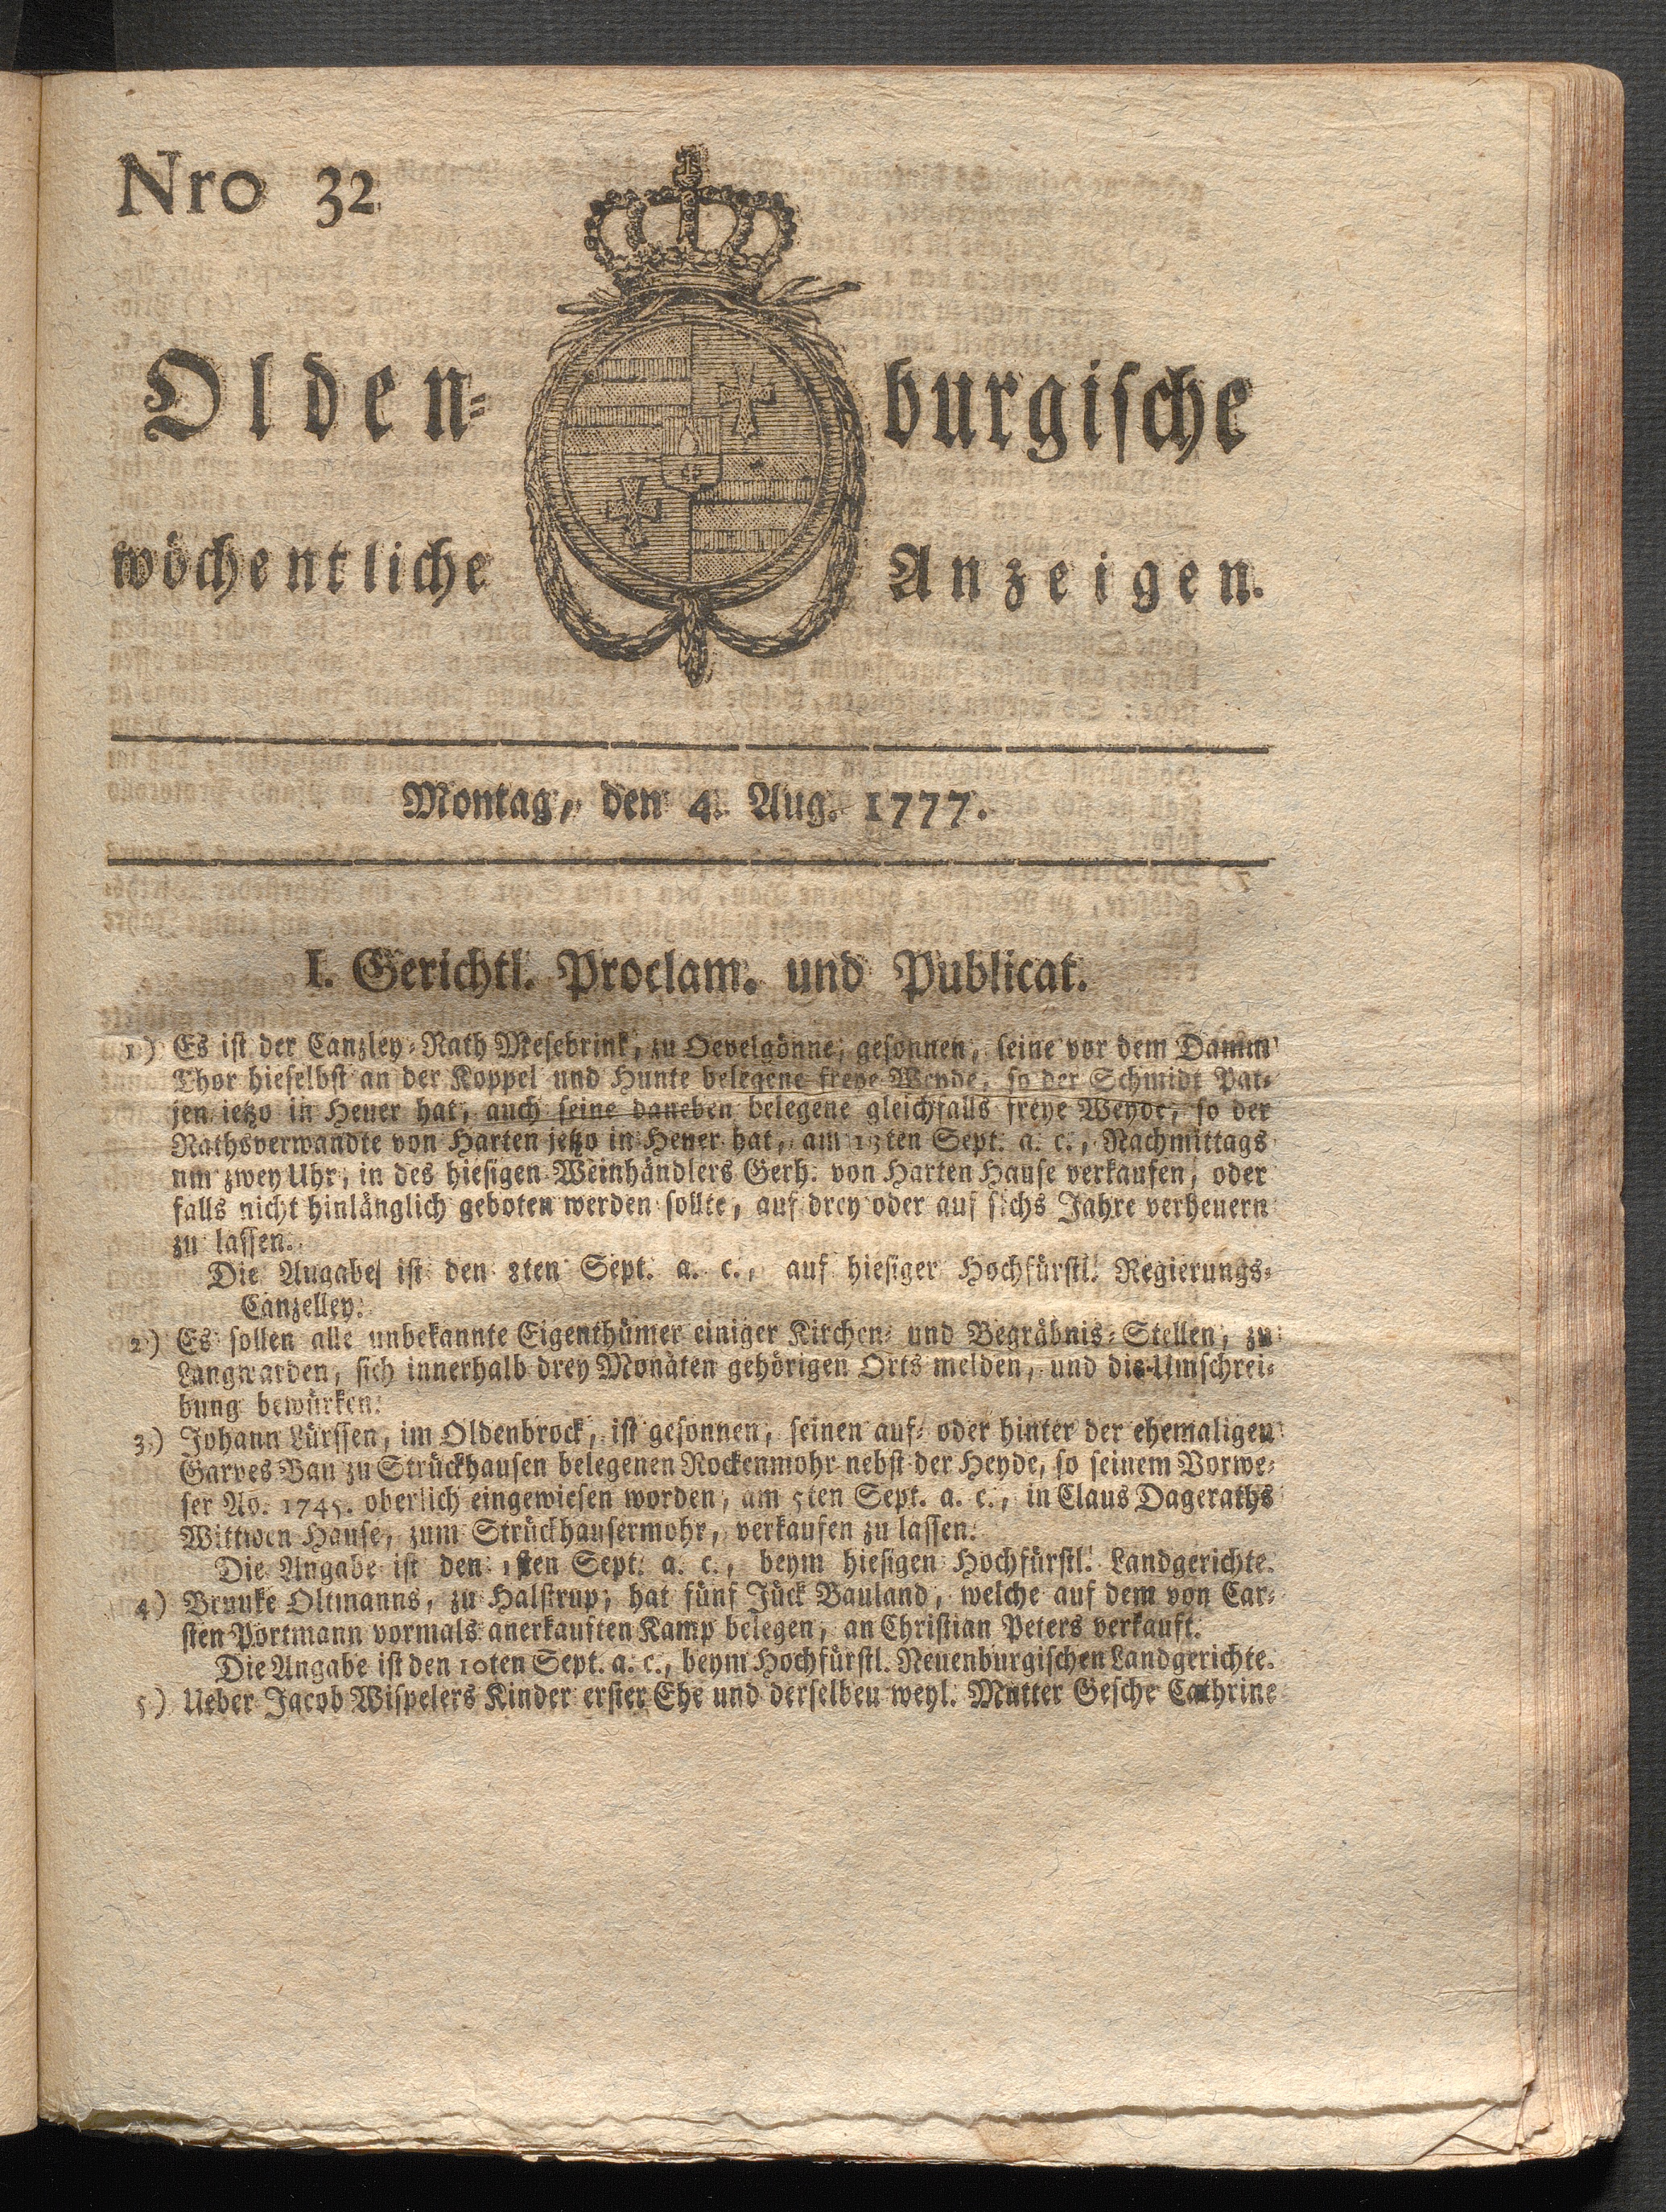 Nro 32.
Olden⸗ burgische
wöchentliche Anzeigen.
Montag, den 4. Aug. 1777.
I. Gerichtl. Proclam. und Publicat.
1) Es ist der Canzley⸗Rath Mesebrink, zu Oevelgönne, gesonnen, seine vor dem Damm
Thor hieselbst an der Koppel und Hunte belegene freye Weyde, so der Schmidt Pat⸗
jen ietzo in Heuer hat, auch seine daneben belegene gleichfalls freye Weyde, so der
Rathsverwandte von Harten jetzo in Heuer hat, am 13ten Sept. a. c., Nachmittags
um zwey Uhr, in des hiesigen Weinhändlers Gerh. von Harten Hause verkaufen, oder
falls nicht hinlänglich geboten werden sollte, auf drey oder auf sechs Jahre verheuern
zu lassen.
Die Angabe ist den 8ten Sept. a. c., auf hiesiger Hochfürstl. Regierungs⸗
Canzelley.
2) Es sollen alle unbekannte Eigenthümer einiger Kirchen⸗ und Begräbnis⸗Stellen, zu
Langwarden, sich innerhalb drey Monäten gehörigen Orts melden, und die Umschrei⸗
bung bewürken.
3) Johann Lürssen, im Oldenbrock, ist gesonnen, seinen auf⸗ oder hinter der ehemaligen
Garves Bau zu Strückhausen belegenen Rockenmohr nebst der Heyde, so seinem Vorwe⸗
ser Ao. 1745. oberlich eingewiesen worden, am 5ten Sept. a. c., in Claus Dageraths
Wittwen Hause, zum Strückhausermohr, verkaufen zu lassen.
Die Angabe ist den 1sten Sept. a. c., beym hiesigen Hochfürstl. Landgerichte.
4) Brunke Oltmanns, zu Halstrup, hat fünf Jück Bauland, welche auf dem von Car⸗
sten Portmann vormals anerkauften Kamp belegen, an Christian Peters verkauft.
Die Angabe ist den 10ten Sept. a. c., beym Hochfürstl. Neuenburgischen Landgerichte.
5) Ueber Jacob Wispelers Kinder erster Ehe und derselben weyl. Mutter Gesche Cathrine